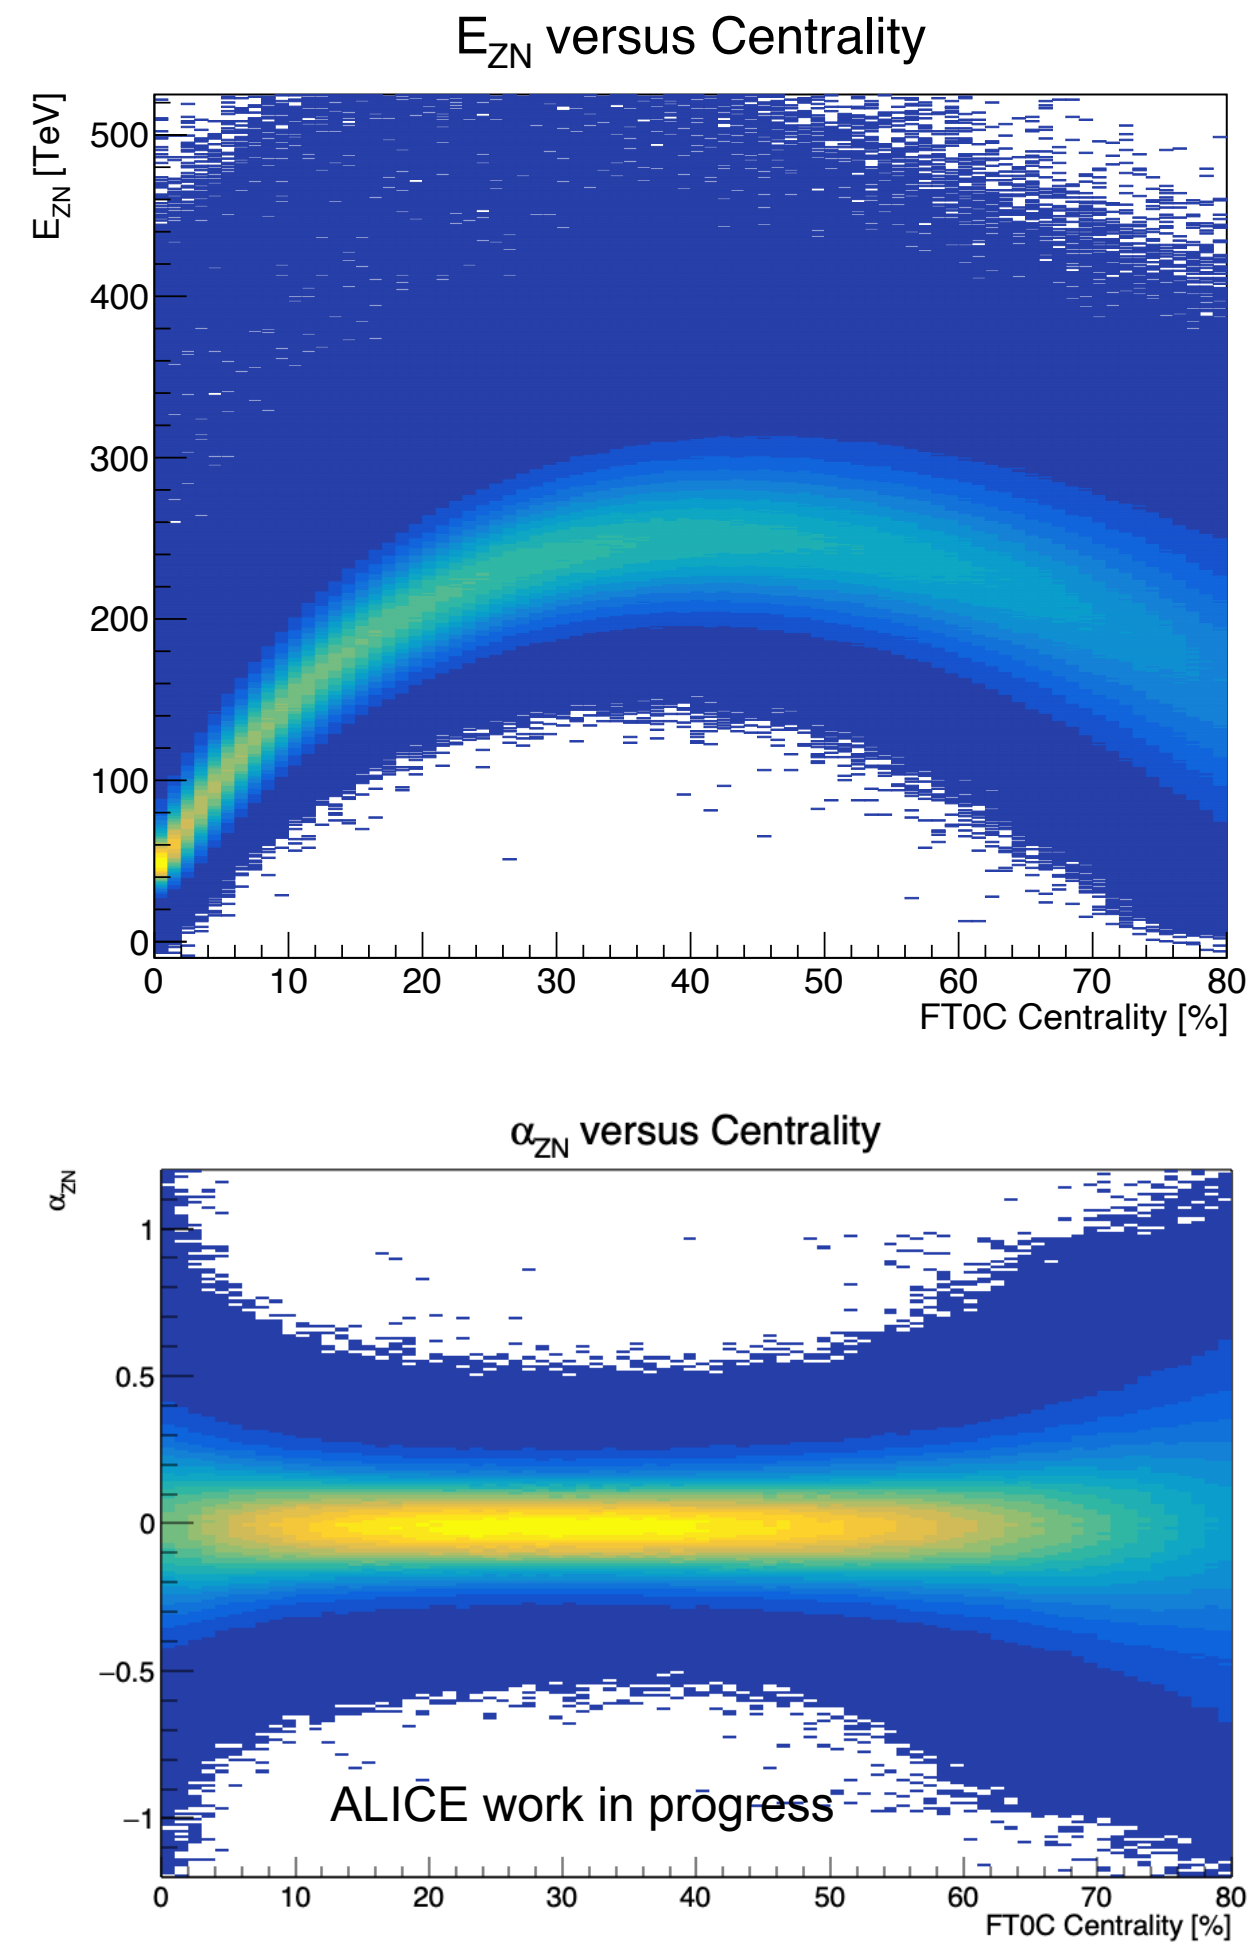 E_ZN versus Centrality
E_ZN [TeV]
500
400
300
200
100
0
0 10 20 30 40 50 60 70 80
FT0C Centrality [%]
α_ZN versus Centrality
α_ZN
1
0.5
0
−0.5
−1
ALICE work in progress
0 10 20 30 40 50 60 70 80
FT0C Centrality [%]